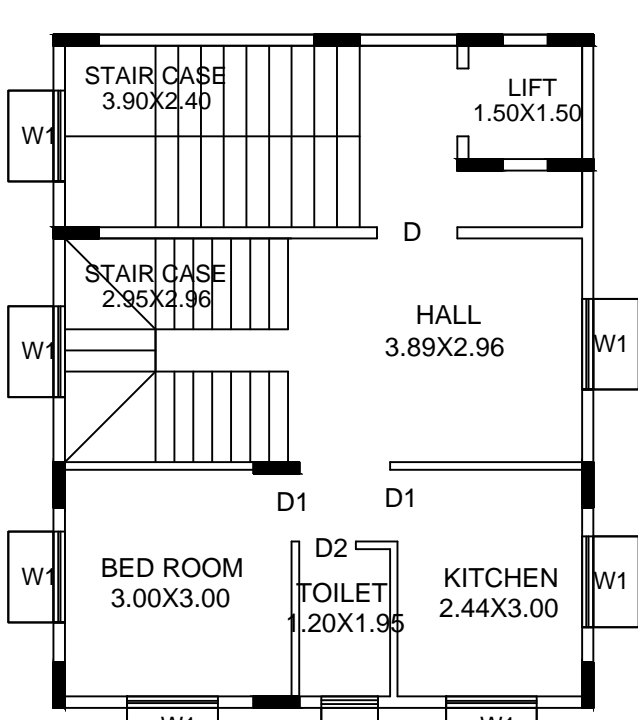 STAIR CASE
3.90X2.40
LIFT
1.50X1.50
W1
D
STAIR CASE
2.95X2.96
HALL
3.89X2.96
W1
W1
D1
D1
D2
BED ROOM
3.00X3.00
TOILET
1.20X1.95
KITCHEN
2.44X3.00
W1
W1
W1
W1